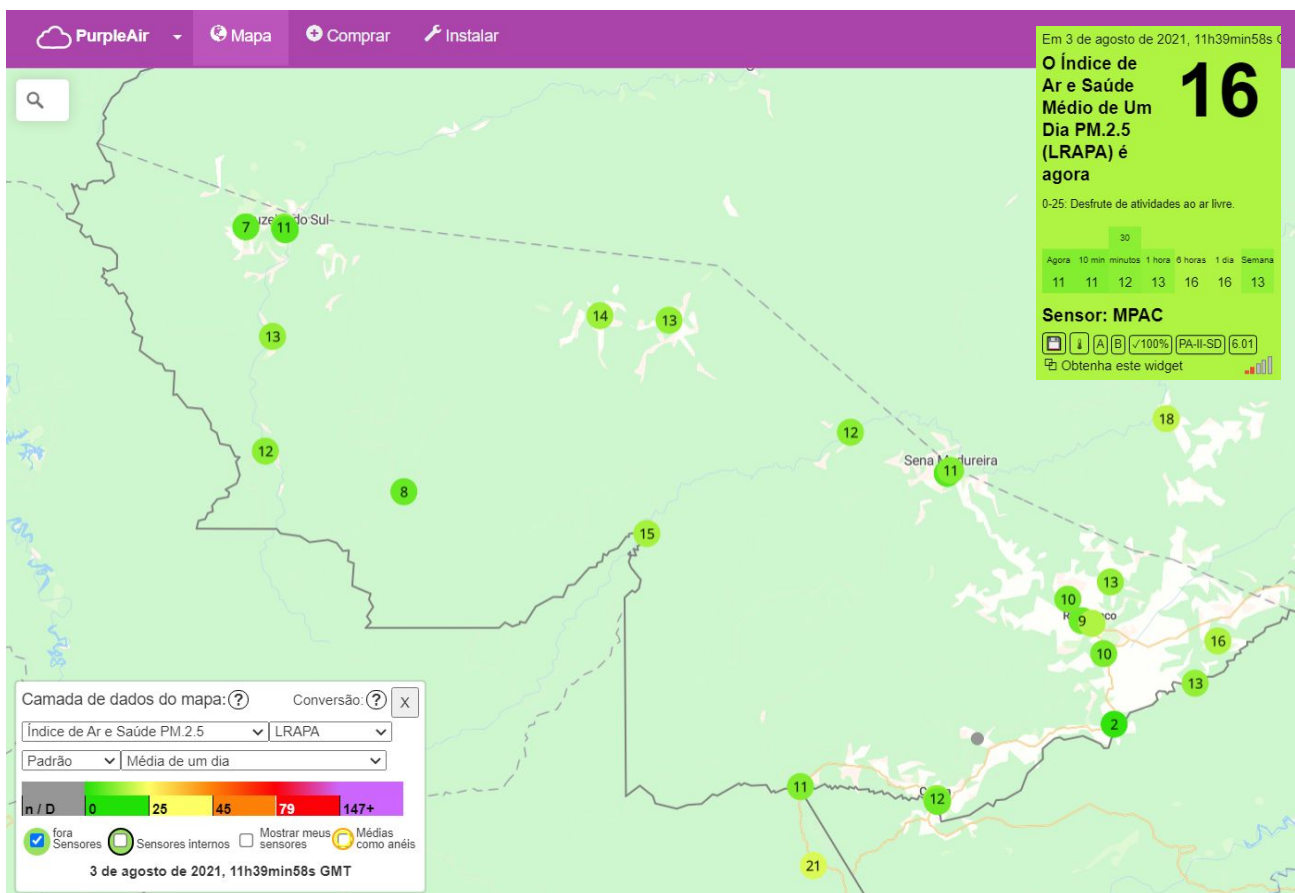 PurpleAir
Mapa
Comprar
Instalar
Em 3 de agosto de 2021, 11h39min58s
O Índice de
Ar e Saúde
Médio de Um
Dia PM.2.5
(LRAPA) é
agora
16
0-25: Desfrute de atividades ao ar livre.
30
Agora 10 min minutos 1 hora 6 horas 1 dia Semana
11 11 12 13 16 16 13
Sensor: MPAC
A B ✓100% PA-II-SD 6.01
Obtenha este widget
7 11 do Sul
13
14
13
12
8
12
18
Sena Madureira
11
15
13
10
9
10
16
13
2
11
12
21
Camada de dados do mapa: ? Conversão: ? X
Índice de Ar e Saúde PM.2.5 LRAPA
Padrão Média de um dia
n / D 0 25 45 79 147+
fora
Sensores
Sensores internos
Mostrar meus
sensores
Médias
como anéis
3 de agosto de 2021, 11h39min58s GMT